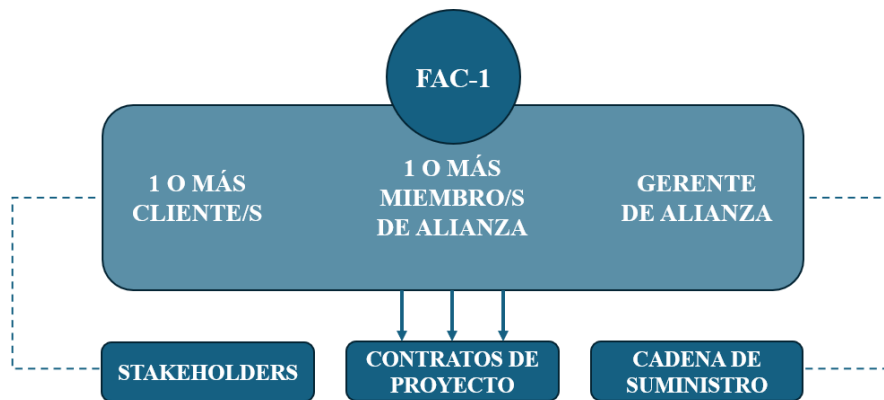 FAC-1
1 O MÁS
CLIENTE/S
1 O MÁS
MIEMBRO/S
DE ALIANZA
GERENTE
DE ALIANZA
STAKEHOLDERS
CONTRATOS DE
PROYECTO
CADENA DE
SUMINISTRO